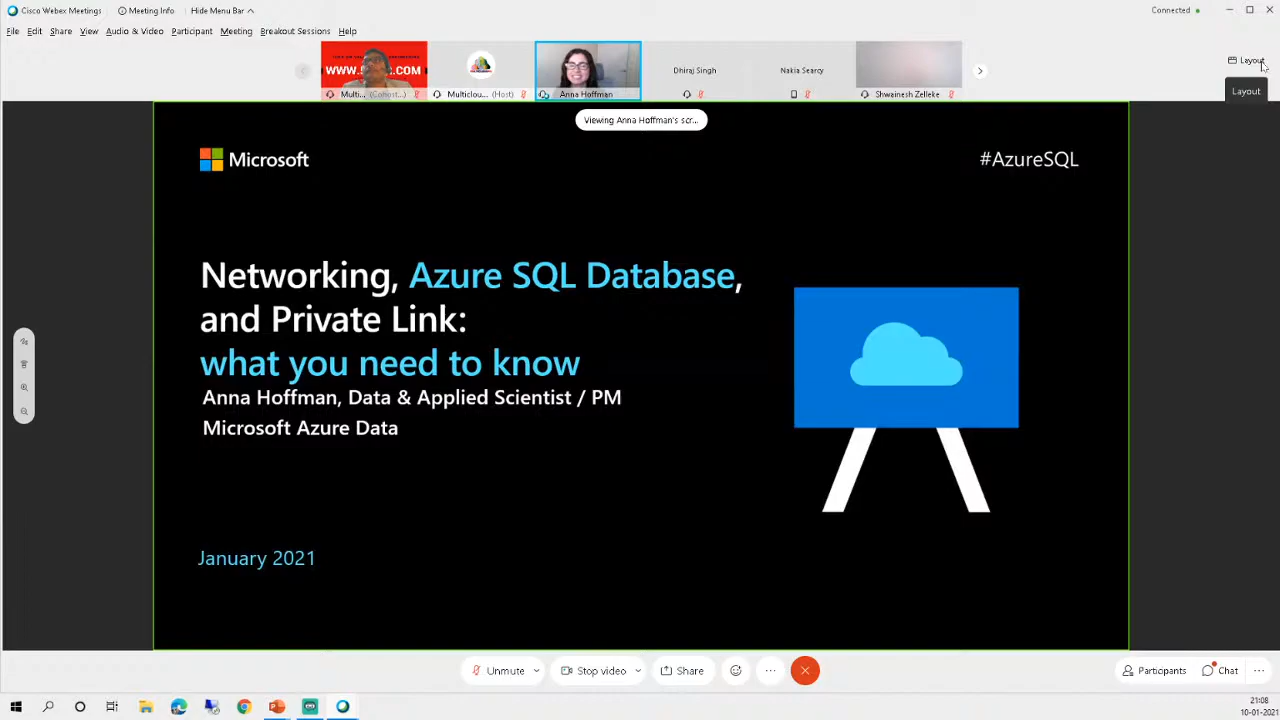 Cisco Webex Meetings
Meeting Info
Hide Menu Bar
Connected
File Edit Share View Audio & Video Participant Meeting Breakout Sessions Help
Layout
Layout
Multi... (Cohost...)
Multiclou... (Host)
Anna Hoffman
Dhiraj Singh
Nakia Searcy
Shwainesh Zelleke
Viewing Anna Hoffman's scr...
Microsoft
#AzureSQL
Networking, Azure SQL Database,
and Private Link:
what you need to know
Anna Hoffman, Data & Applied Scientist / PM
Microsoft Azure Data
January 2021
Unmute
Stop video
Share
Participants
Chat
21:08
10-01-2021